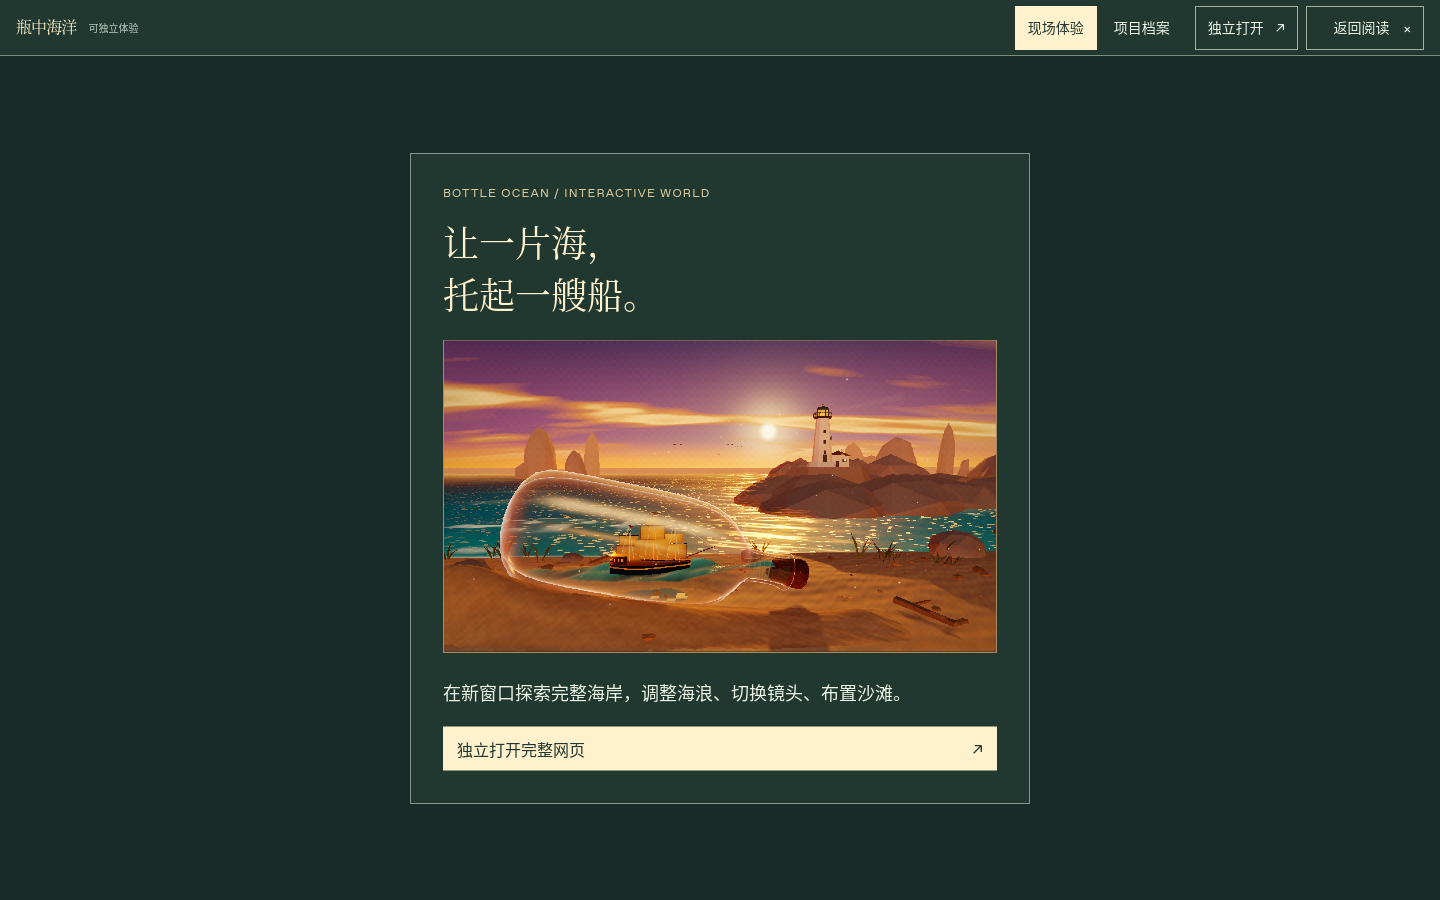 瓶中海洋
可独立体验
现场体验
项目档案
独立打开 ↗
返回阅读 ×
BOTTLE OCEAN / INTERACTIVE WORLD
让一片海，
托起一艘船。
在新窗口探索完整海岸，调整海浪、切换镜头、布置沙滩。
独立打开完整网页 ↗